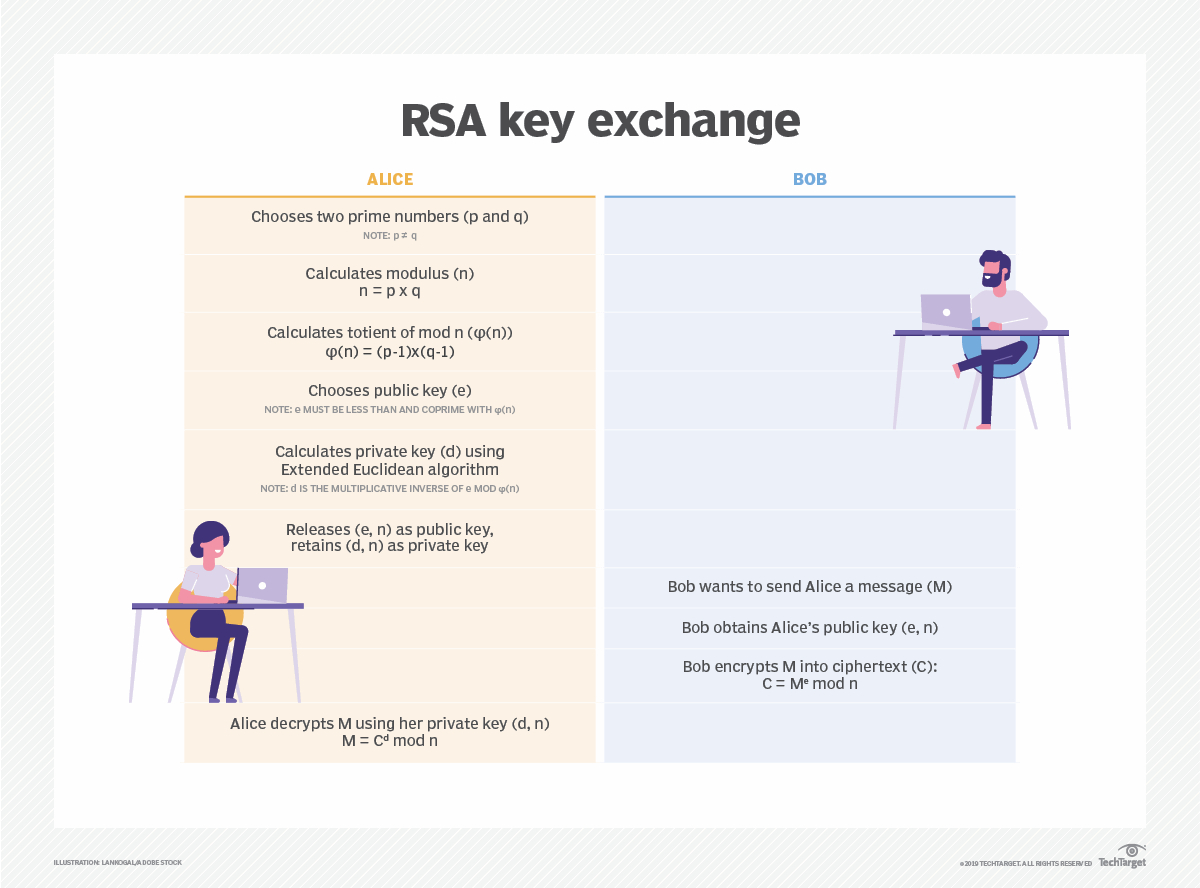 RSA key exchange
ALICE
Chooses two prime numbers (p and q)
NOTE: p ≠ q
Calculates modulus (n)
n = p x q
Calculates totient of mod n (φ(n))
φ(n) = (p-1)x(q-1)
Chooses public key (e)
NOTE: e MUST BE LESS THAN AND COPRIME WITH φ(n)
Calculates private key (d) using
Extended Euclidean algorithm
NOTE: d IS THE MULTIPLICATIVE INVERSE OF e MOD φ(n)
Releases (e, n) as public key,
retains (d, n) as private key
BOB
Bob wants to send Alice a message (M)
Bob obtains Alice’s public key (e, n)
Bob encrypts M into ciphertext (C):
C = Mᵉ mod n
Alice decrypts M using her private key (d, n)
M = Cᵈ mod n
ILLUSTRATION: LANKOGAL/ADOBE STOCK
©2019 TECHTARGET. ALL RIGHTS RESERVED
TechTarget